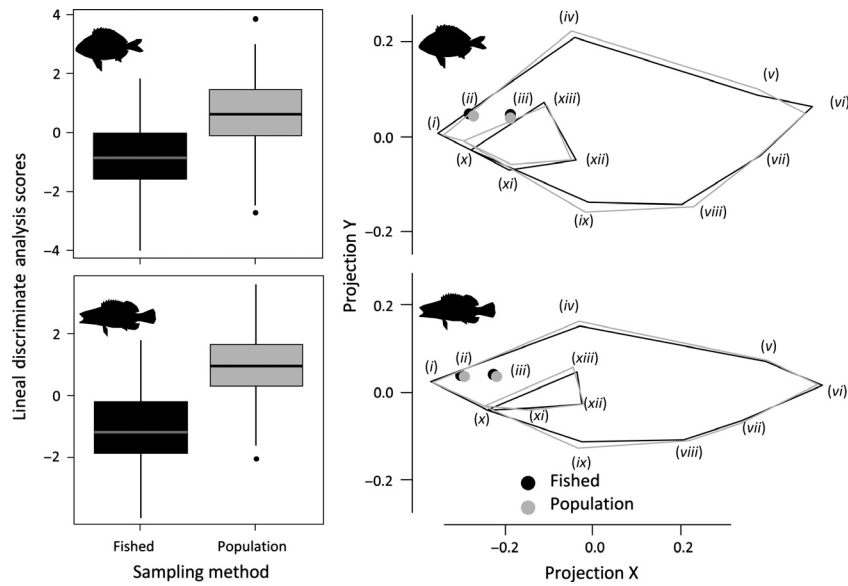 Lineal discriminate analysis scores
4
2
0
−2
−4
2
0
−2
Fished
Population
Sampling method
Projection Y
0.2
0.0
−0.2
(i)
(ii)
(iii)
(iv)
(v)
(vi)
(vii)
(viii)
(ix)
(x)
(xi)
(xii)
(xiii)
0.2
0.0
−0.2
(i)
(ii)
(iii)
(iv)
(v)
(vi)
(vii)
(viii)
(ix)
(x)
(xi)
(xii)
(xiii)
Fished
Population
−0.2
0.0
0.2
Projection X